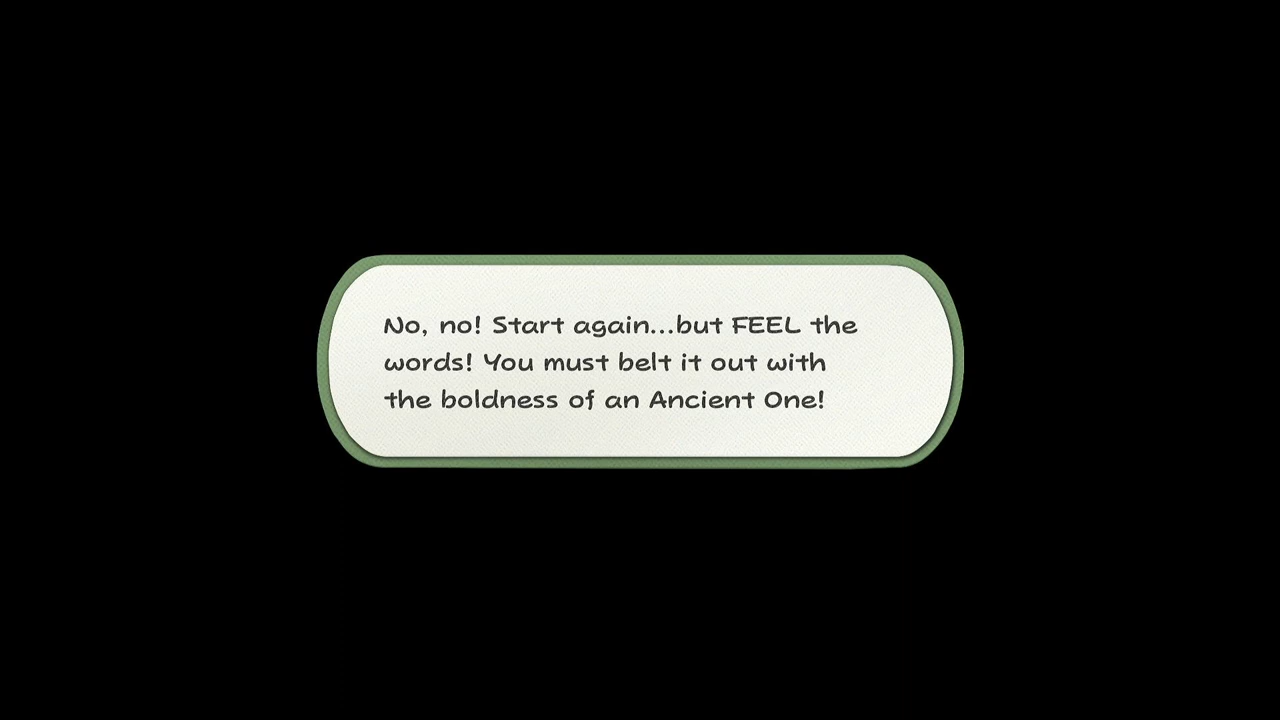 No, no! Start again...but FEEL the
words! You must belt it out with
the boldness of an Ancient One!